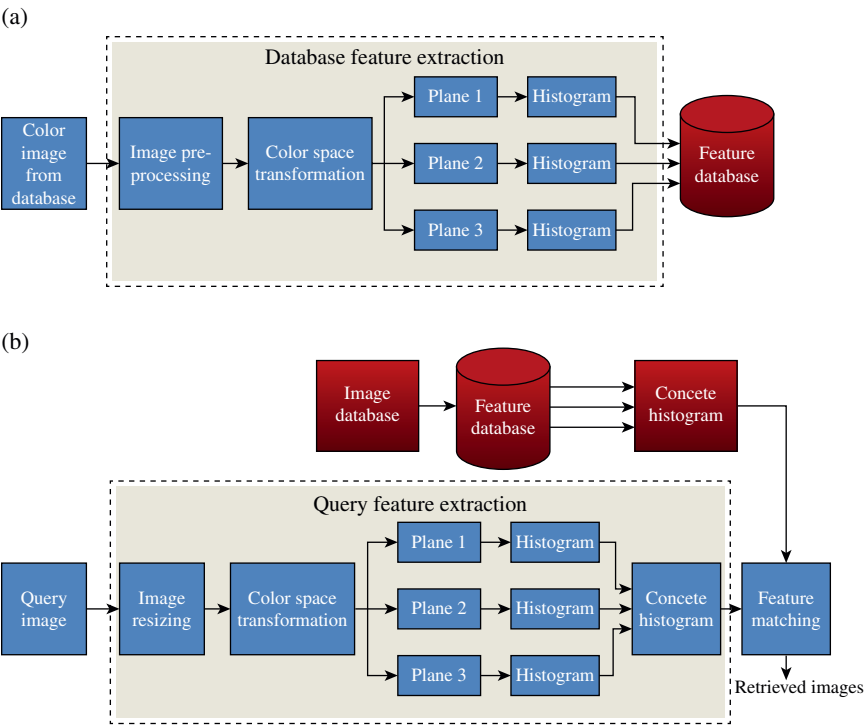 (a)
Database feature extraction
Color
image
from
database
Image pre-
processing
Color space
transformation
Plane 1
Histogram
Plane 2
Histogram
Plane 3
Histogram
Feature
database
(b)
Image
database
Feature
database
Concete
histogram
Query feature extraction
Query
image
Image
resizing
Color space
transformation
Plane 1
Histogram
Plane 2
Histogram
Plane 3
Histogram
Concete
histogram
Feature
matching
Retrieved images